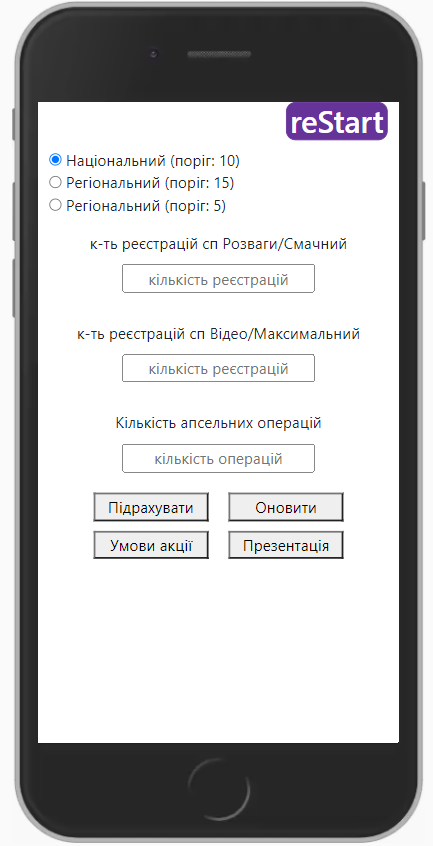 reStart
Національний (поріг: 10)
Регіональний (поріг: 15)
Регіональний (поріг: 5)
к-ть реєстрацій сп Розваги/Смачний
кількість реєстрацій
к-ть реєстрацій сп Відео/Максимальний
кількість реєстрацій
Кількість апсельних операцій
кількість операцій
Підрахувати Оновити
Умови акції Презентація